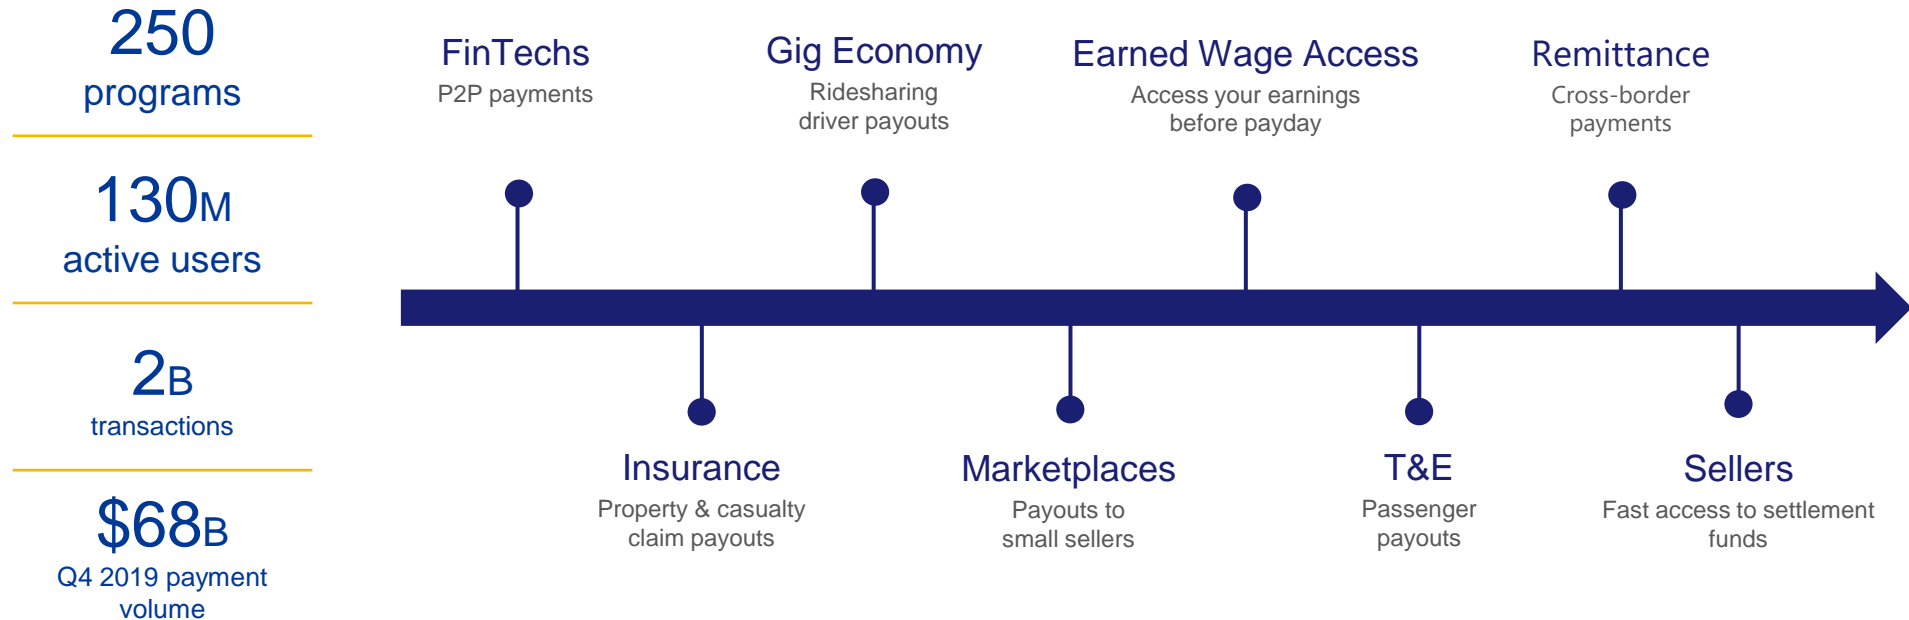 250
programs
130M
active users
2B
transactions
$68B
Q4 2019 payment
volume
FinTechs
P2P payments
Gig Economy
Ridesharing
driver payouts
Earned Wage Access
Access your earnings
before payday
Remittance
Cross-border
payments
Insurance
Property & casualty
claim payouts
Marketplaces
Payouts to
small sellers
T&E
Passenger
payouts
Sellers
Fast access to settlement
funds